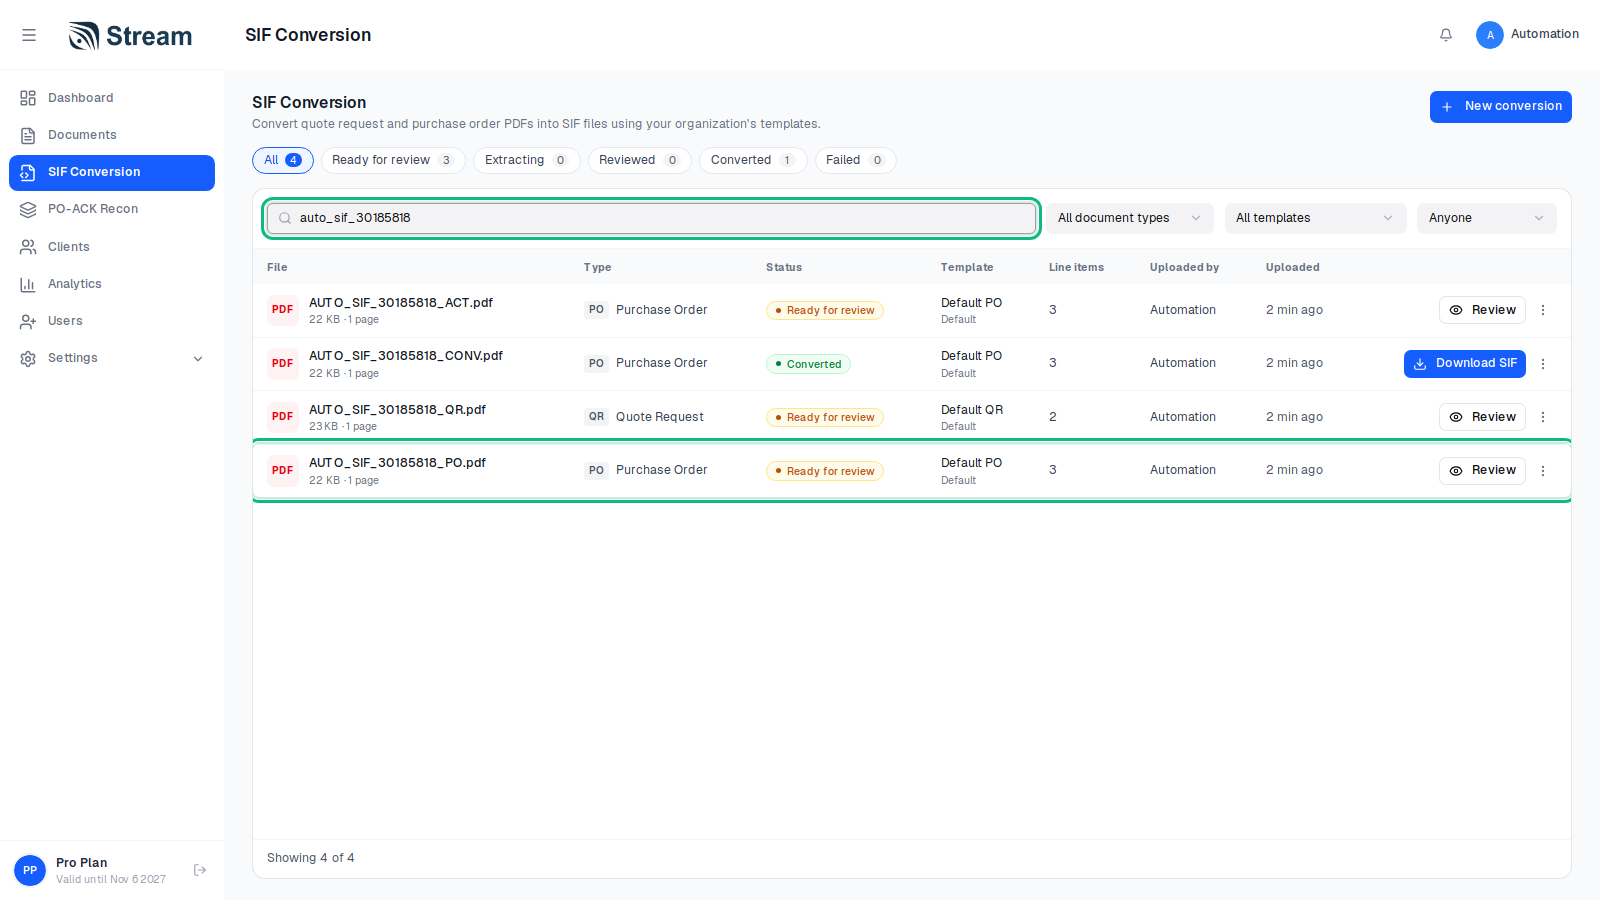 Stream
SIF Conversion
A Automation
Dashboard
Documents
SIF Conversion
PO-ACK Recon
Clients
Analytics
Users
Settings
SIF Conversion
Convert quote request and purchase order PDFs into SIF files using your organization's templates.
New conversion
All 4 Ready for review 3 Extracting 0 Reviewed 0 Converted 1 Failed 0
auto_sif_30185818 All document types All templates Anyone
File Type Status Template Line items Uploaded by Uploaded
PDF AUTO_SIF_30185818_ACT.pdf PO Purchase Order Ready for review Default PO 3 Automation 2 min ago Review
22 KB · 1 page Default
PDF AUTO_SIF_30185818_CONV.pdf PO Purchase Order Converted Default PO 3 Automation 2 min ago Download SIF
22 KB · 1 page Default
PDF AUTO_SIF_30185818_QR.pdf QR Quote Request Ready for review Default QR 2 Automation 2 min ago Review
23 KB · 1 page Default
PDF AUTO_SIF_30185818_PO.pdf PO Purchase Order Ready for review Default PO 3 Automation 2 min ago Review
22 KB · 1 page Default
Showing 4 of 4
PP Pro Plan
Valid until Nov 6 2027